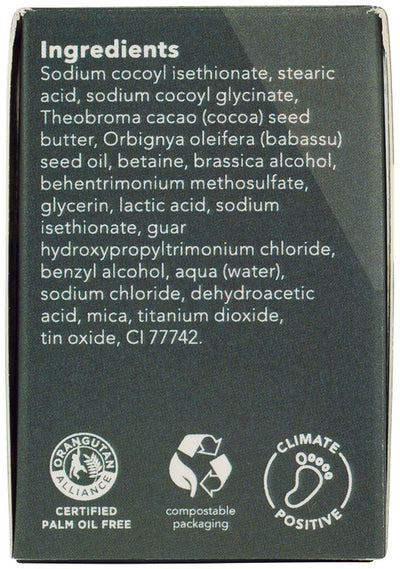 Ingredients
Sodium cocoyl isethionate, stearic
acid, sodium cocoyl glycinate,
Theobroma cacao (cocoa) seed
butter, Orbignya oleifera (babassu)
seed oil, betaine, brassica alcohol,
behentrimonium methosulfate,
glycerin, lactic acid, sodium
isethionate, guar
hydroxypropyltrimonium chloride,
benzyl alcohol, aqua (water),
sodium chloride, dehydroacetic
acid, mica, titanium dioxide,
tin oxide, CI 77742.
ORANGUTAN
ALLIANCE
CERTIFIED
PALM OIL FREE
compostable
packaging
CLIMATE
POSITIVE